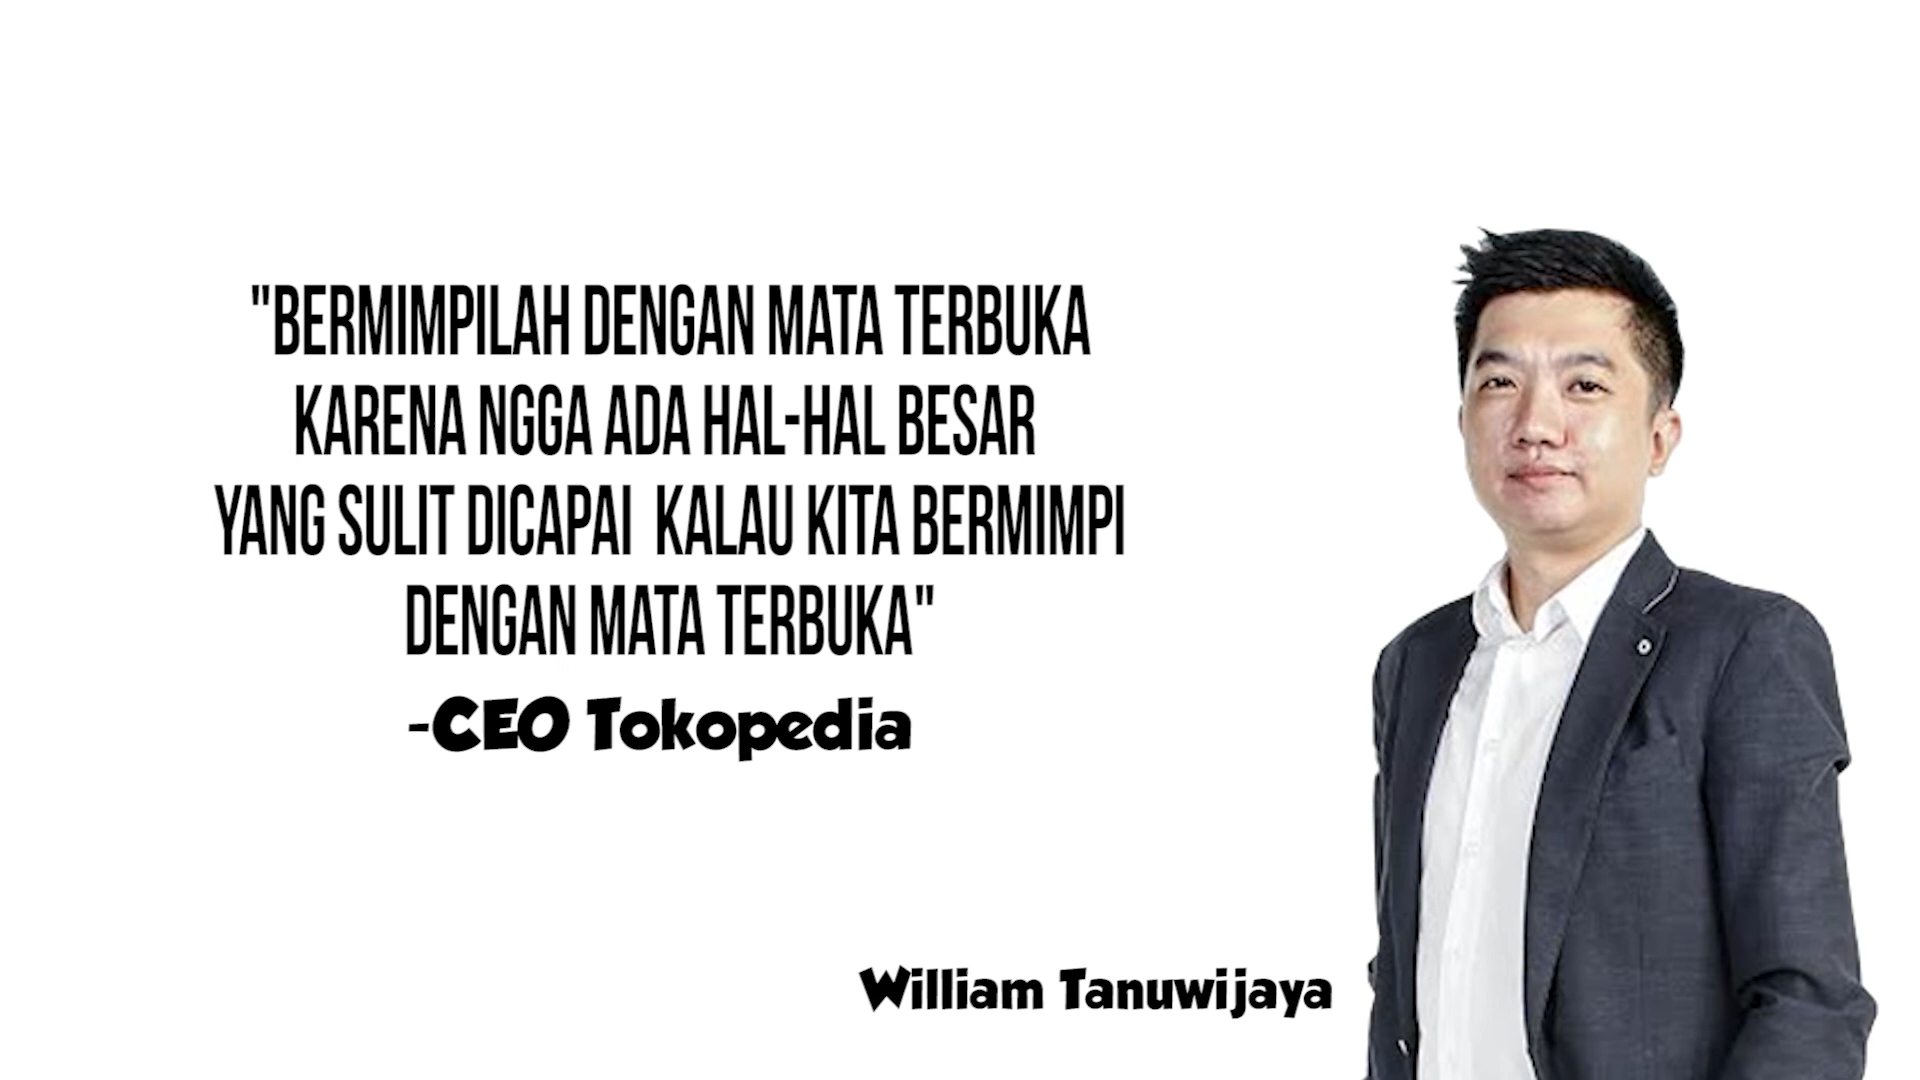 "BERMIMPILAH DENGAN MATA TERBUKA
KARENA NGGA ADA HAL-HAL BESAR
YANG SULIT DICAPAI  KALAU KITA BERMIMPI
DENGAN MATA TERBUKA"
-CEO Tokopedia
William Tanuwijaya